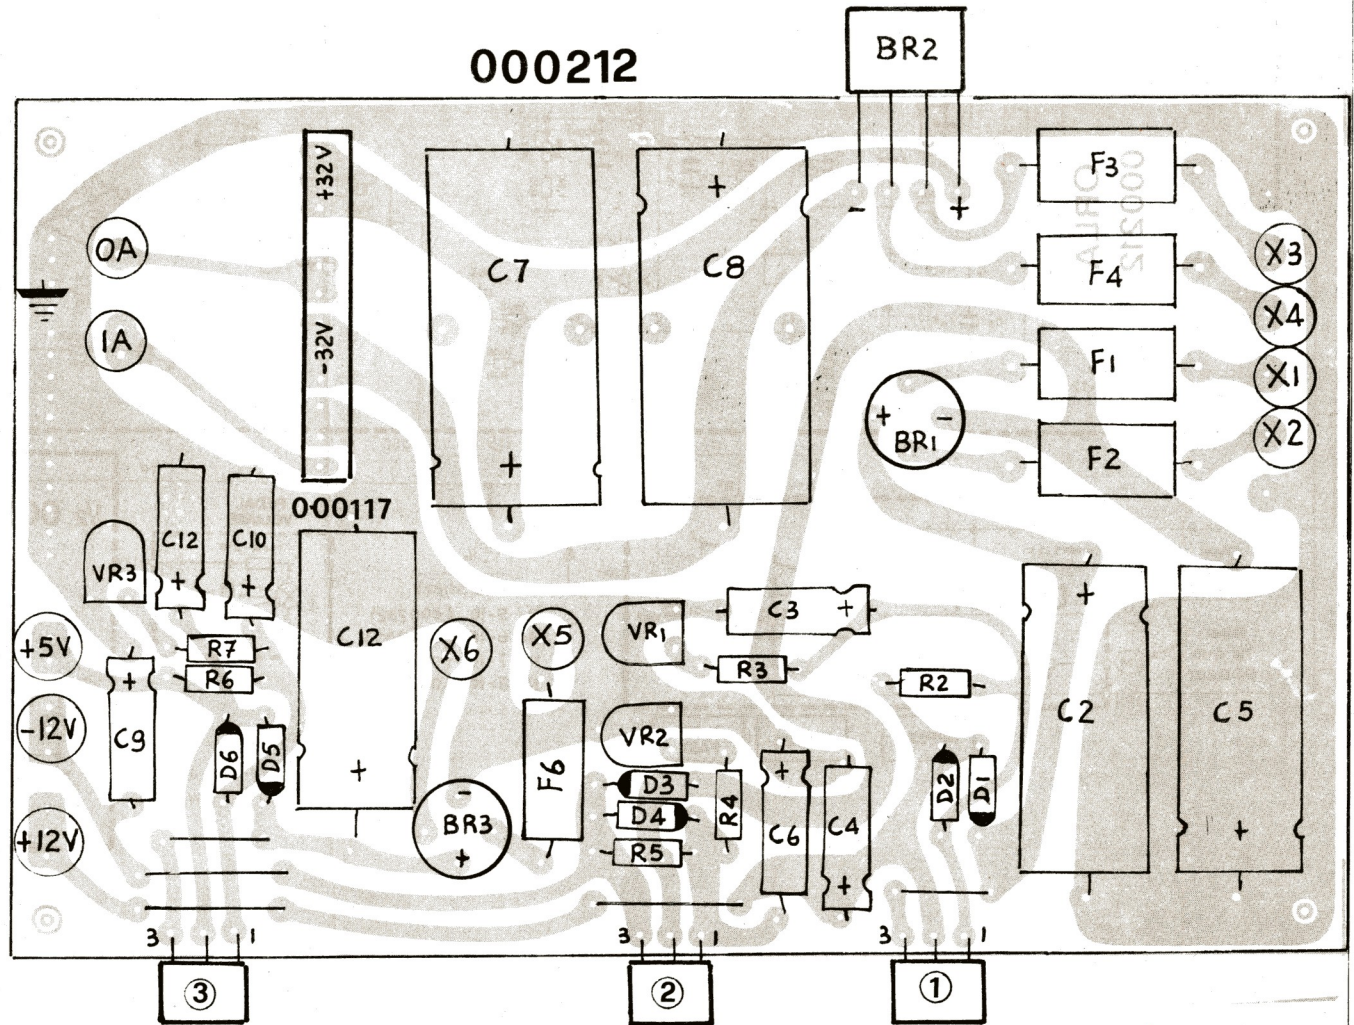 000212
BR2
+32V
F3
ORLA
000212
- +
+
0A
C7
C8
F4
X3
1A
-32V
X4
F1
X1
+ -
BR1
F2
X2
+
000117
VR3
C12
C10
+
+
+5V
R7
R6
C12
X6
X5
VR1
C3
+
R3
R2
+
C2
C5
-12V
+
C9
D6
D5
+
F6
VR2
D3
D4
R4
R5
+
C6
C4
+
D2
D1
+
+12V
-
BR3
+
3 1
3 1
3 1
③
②
①